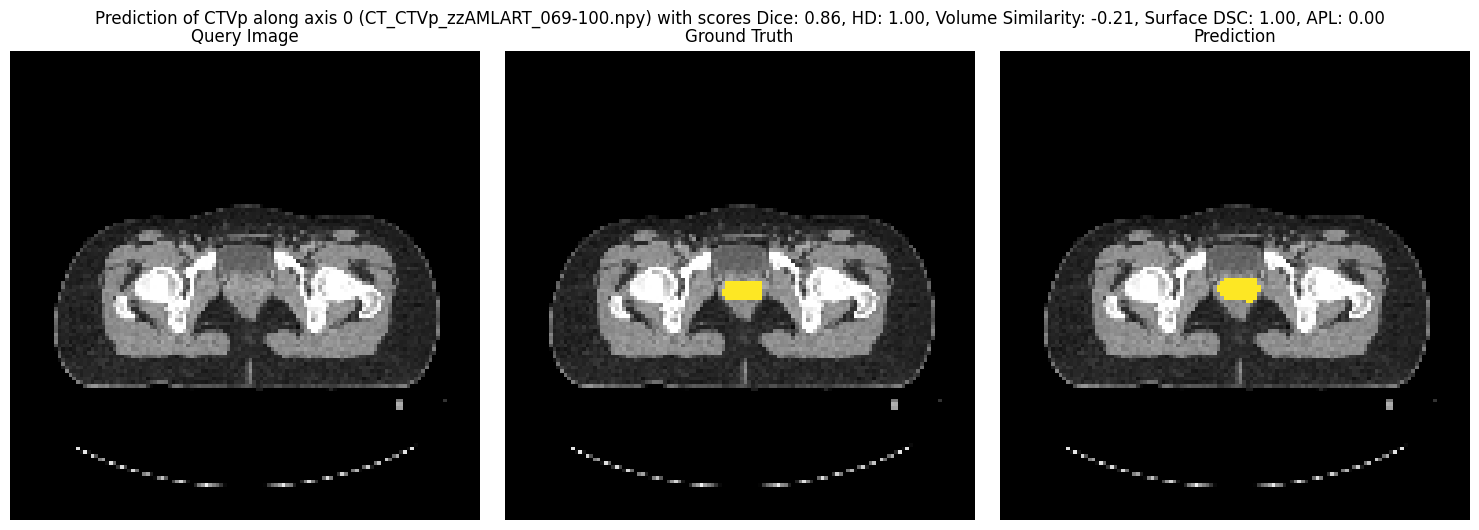 Prediction of CTVp along axis 0 (CT_CTVp_zzAMLART_069-100.npy) with scores Dice: 0.86, HD: 1.00, Volume Similarity: -0.21, Surface DSC: 1.00, APL: 0.00
Query Image
Ground Truth
Prediction